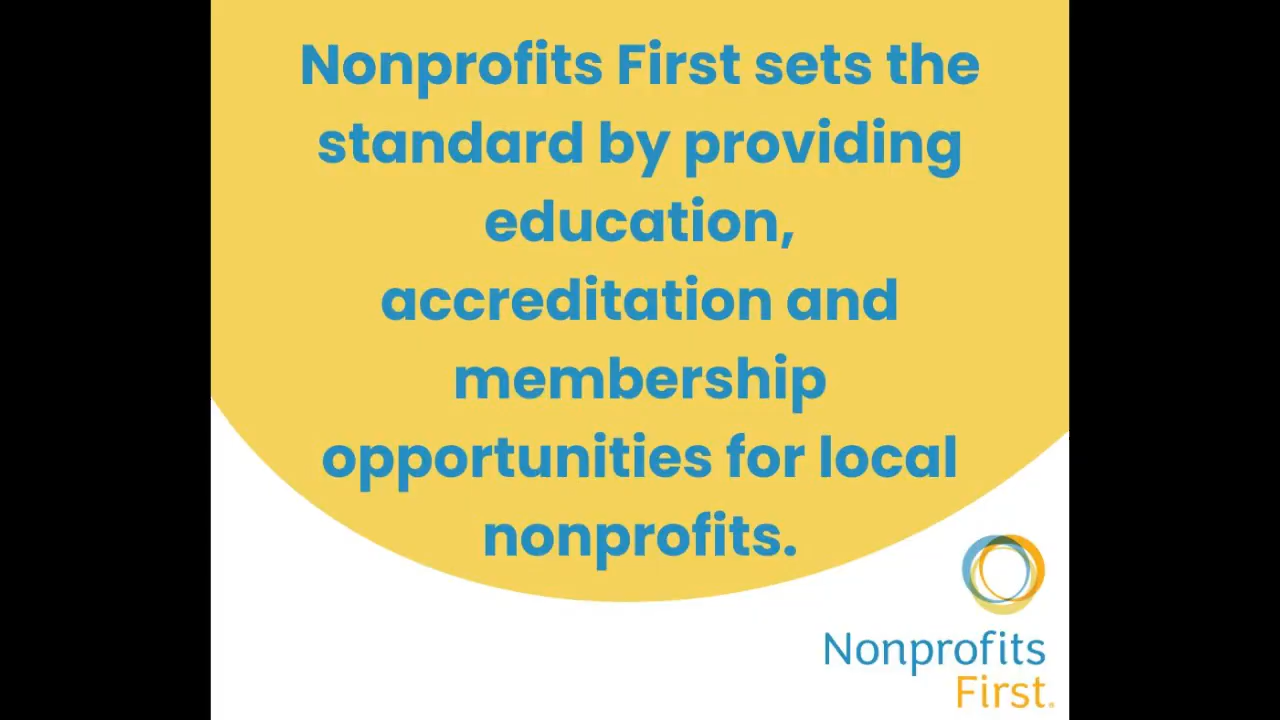 Nonprofits First sets the
standard by providing
education,
accreditation and
membership
opportunities for local
nonprofits.
Nonprofits
First.